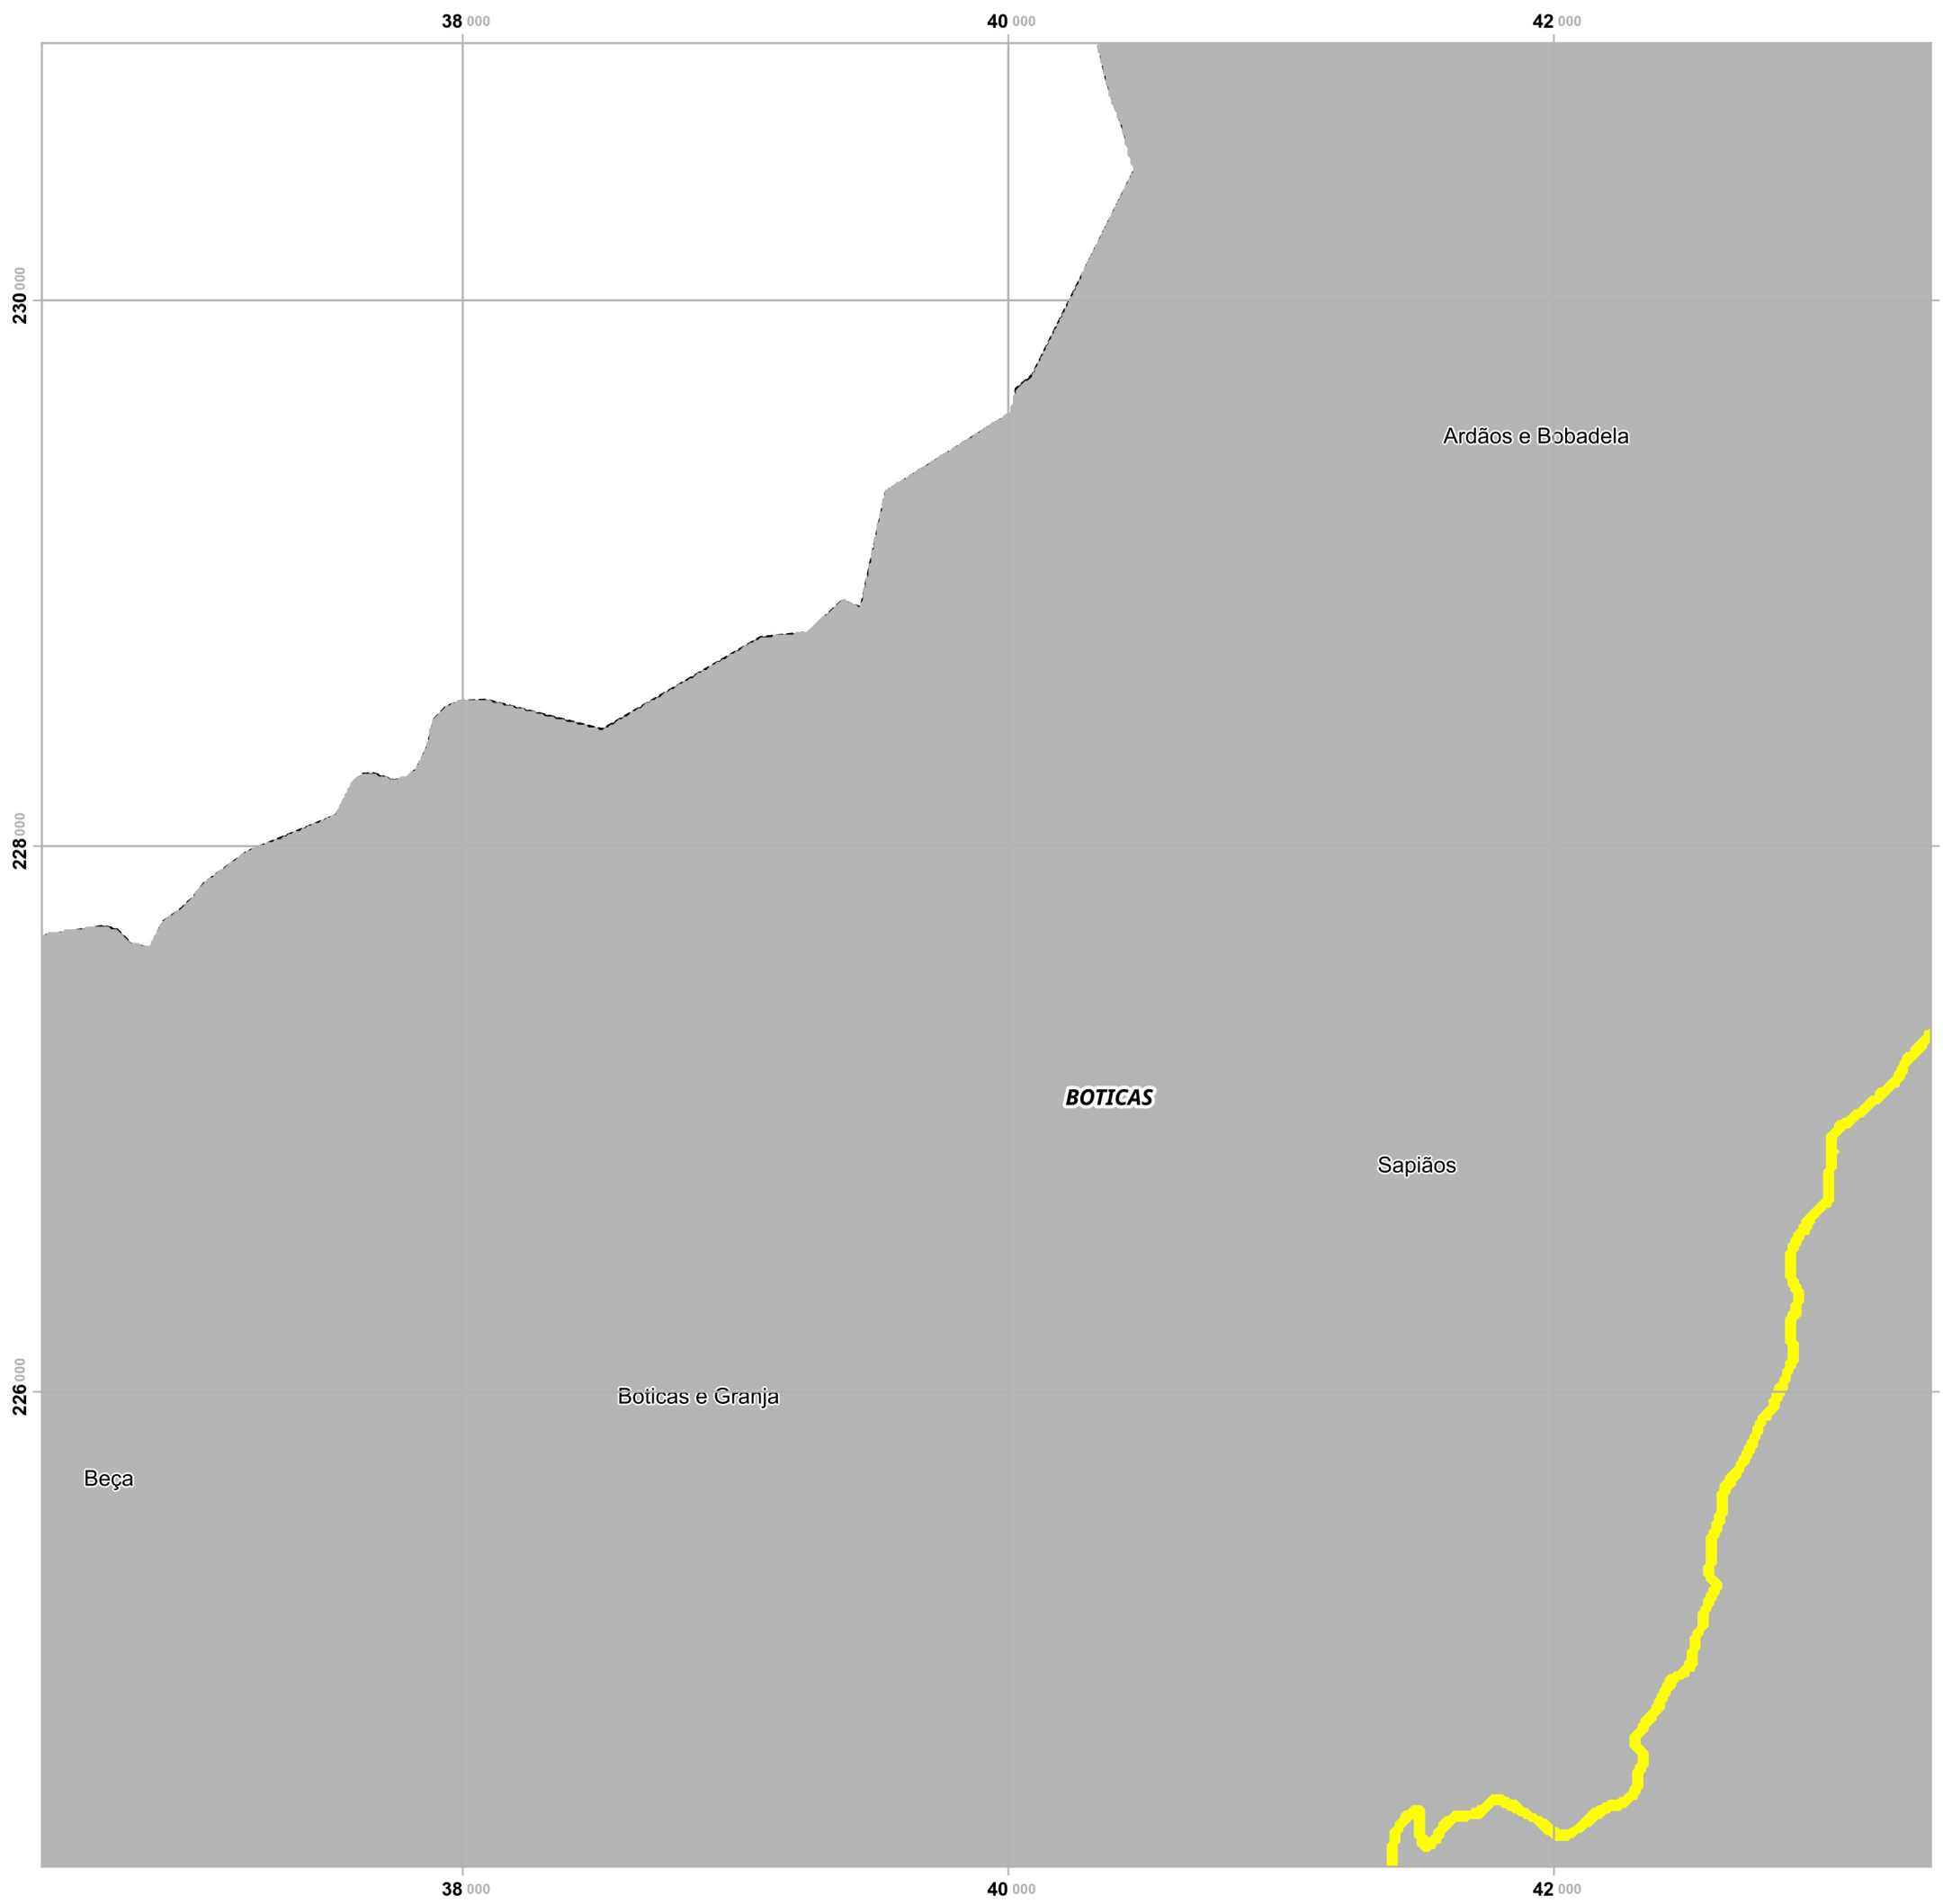 38 000
40 000
42 000
230 000
Ardãos e Bobadela
228 000
BOTICAS
Sapiãos
226 000
Boticas e Granja
Beça
38 000
40 000
42 000